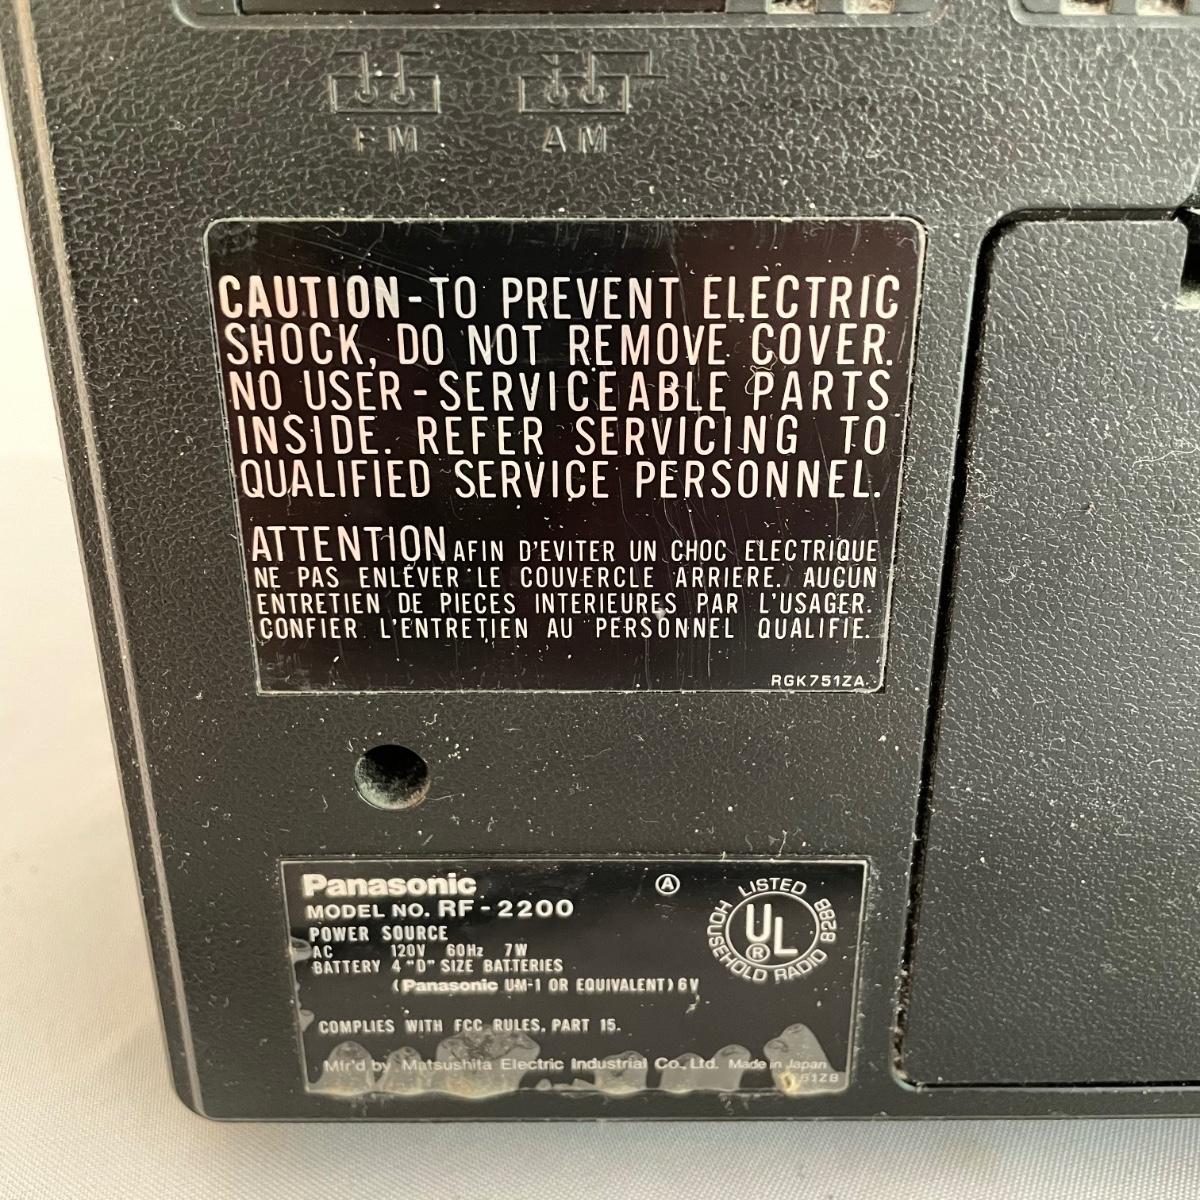 FM AM
CAUTION-TO PREVENT ELECTRIC
SHOCK, DO NOT REMOVE COVER.
NO USER-SERVICEABLE PARTS
INSIDE. REFER SERVICING TO
QUALIFIED SERVICE PERSONNEL.
ATTENTION AFIN D'EVITER UN CHOC ELECTRIQUE
NE PAS ENLEVER LE COUVERCLE ARRIERE. AUCUN
ENTRETIEN DE PIECES INTERIEURES PAR L'USAGER.
CONFIER L'ENTRETIEN AU PERSONNEL QUALIFIE.
RGK751ZA
Panasonic
MODEL NO. RF-2200
POWER SOURCE
AC 120V 60Hz 7W
BATTERY 4 "D" SIZE BATTERIES
(Panasonic UM-1 OR EQUIVALENT) 6V
COMPLIES WITH FCC RULES, PART 15.
Mfr'd by Matsushita Electric Industrial Co., Ltd. Made in Japan
A
LISTED
UL
®
HOUSEHOLD RADIO 828B